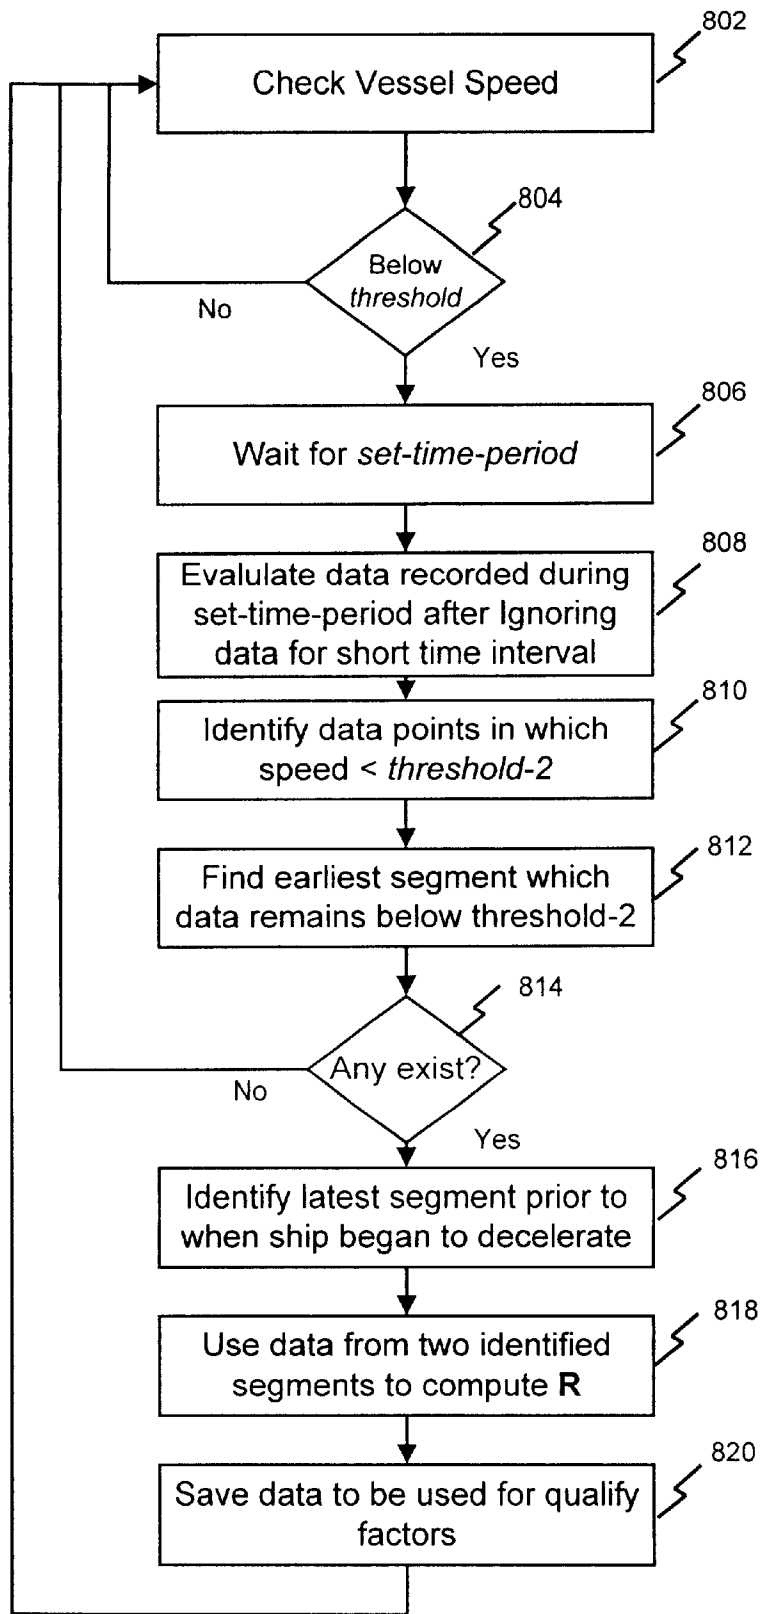 802
Check Vessel Speed
804
Below
threshold
No
Yes
806
Wait for set-time-period
808
Evalulate data recorded during
set-time-period after Ignoring
data for short time interval
810
Identify data points in which
speed < threshold-2
812
Find earliest segment which
data remains below threshold-2
814
Any exist?
No
Yes
816
Identify latest segment prior to
when ship began to decelerate
818
Use data from two identified
segments to compute R
820
Save data to be used for qualify
factors